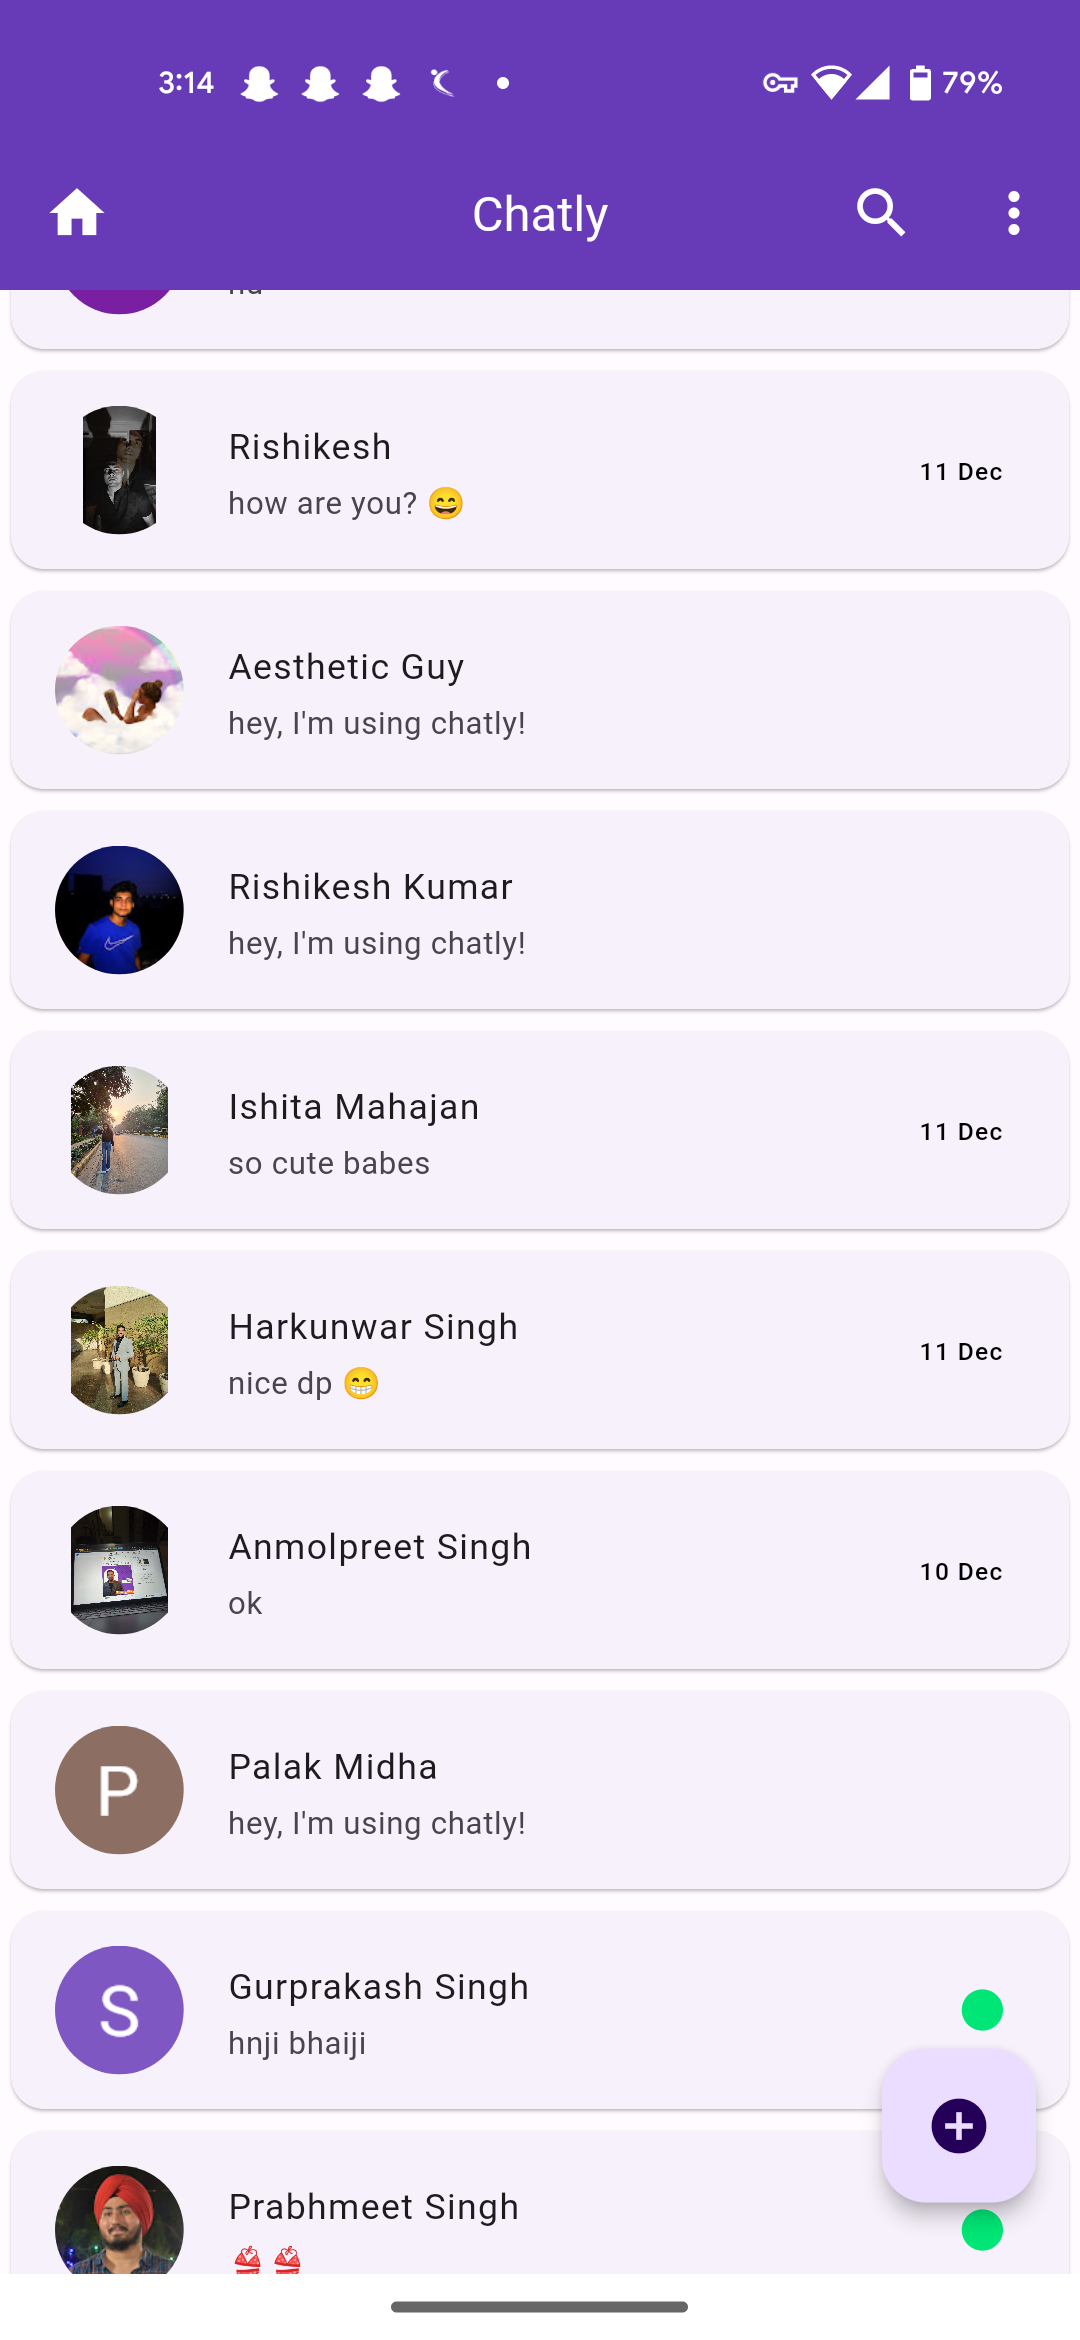 3:14
79%
Chatly
Rishikesh
how are you? 😄
11 Dec
Aesthetic Guy
hey, I'm using chatly!
Rishikesh Kumar
hey, I'm using chatly!
Ishita Mahajan
so cute babes
11 Dec
Harkunwar Singh
nice dp 😁
11 Dec
Anmolpreet Singh
ok
10 Dec
P
Palak Midha
hey, I'm using chatly!
S
Gurprakash Singh
hnji bhaiji
Prabhmeet Singh
👙 👙